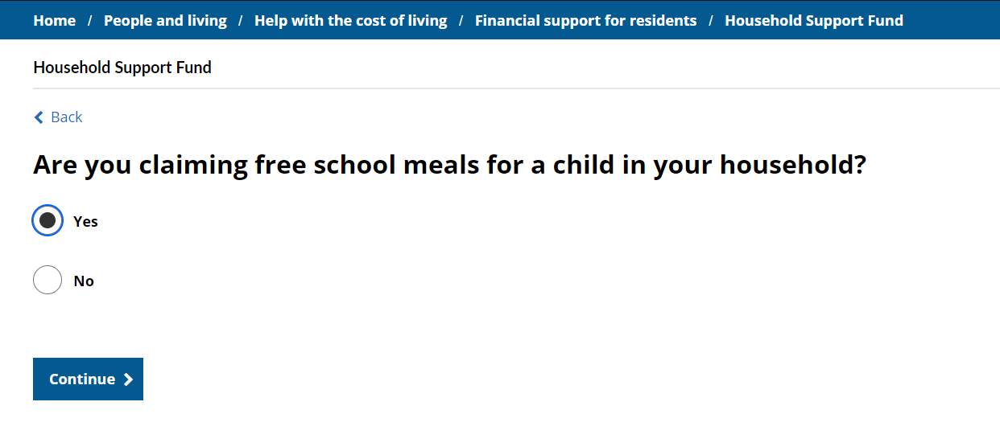 Home / People and living / Help with the cost of living / Financial support for residents / Household Support Fund
Household Support Fund
Back
Are you claiming free school meals for a child in your household?
Yes
No
Continue